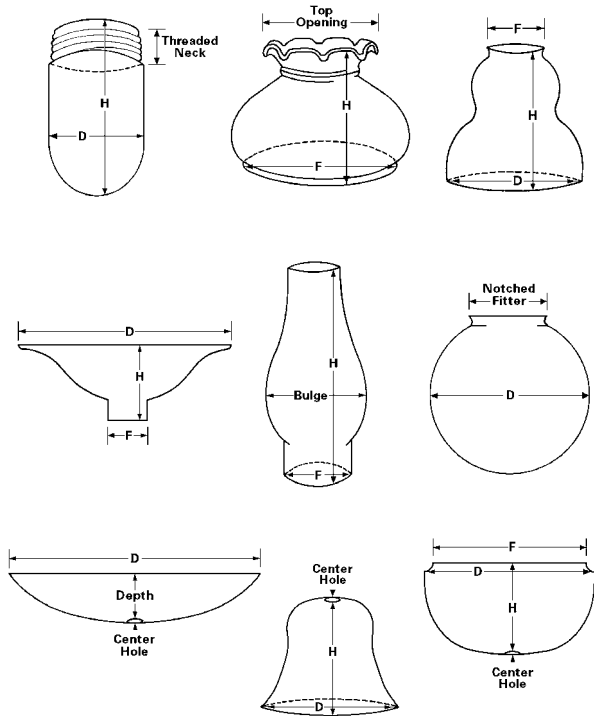 Top
Opening
F
Threaded
Neck
H
H
H
D
F
D
Notched
Fitter
D
H
H
Bulge
D
F
F
D
F
Center
Hole
D
Depth
H
Center
Hole
H
Center
Hole
D